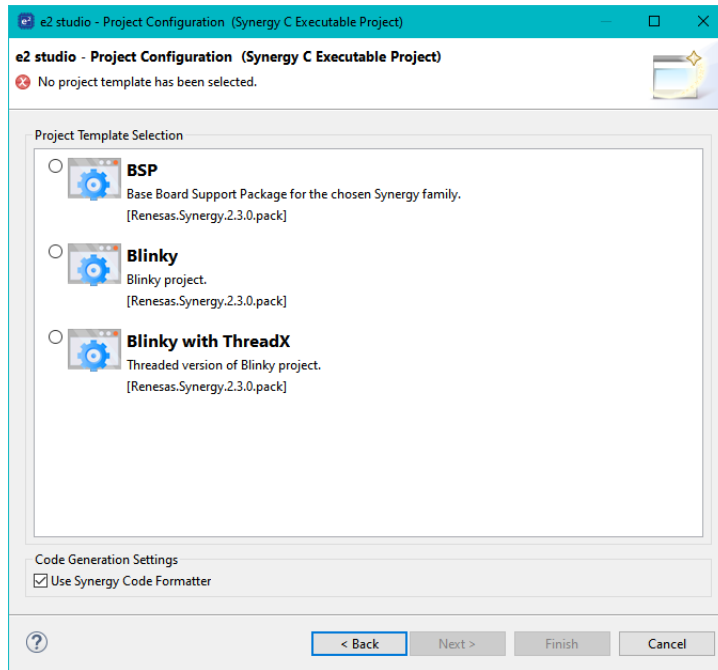 e2 studio - Project Configuration (Synergy C Executable Project)
e2 studio - Project Configuration (Synergy C Executable Project)
No project template has been selected.
Project Template Selection
BSP
Base Board Support Package for the chosen Synergy family.
[Renesas.Synergy.2.3.0.pack]
Blinky
Blinky project.
[Renesas.Synergy.2.3.0.pack]
Blinky with ThreadX
Threaded version of Blinky project.
[Renesas.Synergy.2.3.0.pack]
Code Generation Settings
Use Synergy Code Formatter
? < Back Next > Finish Cancel